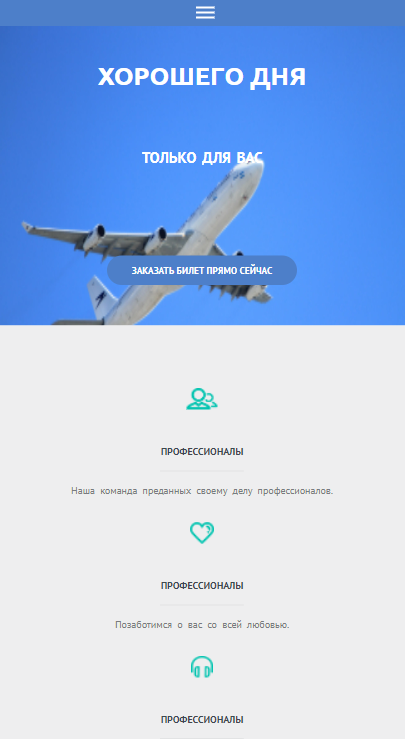 ХОРОШЕГО ДНЯ
ТОЛЬКО ДЛЯ ВАС
ЗАКАЗАТЬ БИЛЕТ ПРЯМО СЕЙЧАС
ПРОФЕССИОНАЛЫ
Наша команда преданных своему делу профессионалов.
ПРОФЕССИОНАЛЫ
Позаботимся о вас со всей любовью.
ПРОФЕССИОНАЛЫ